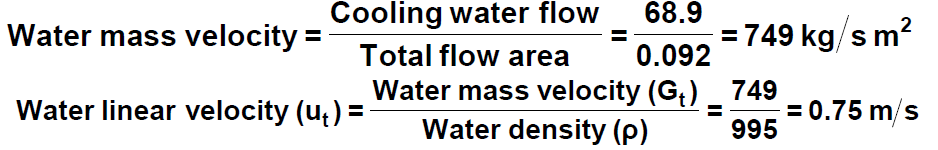 Water mass velocity = Cooling water flow / Total flow area = 68.9 / 0.092 = 749 kg/s m²
Water linear velocity (uₜ) = Water mass velocity (Gₜ) / Water density (ρ) = 749 / 995 = 0.75 m/s